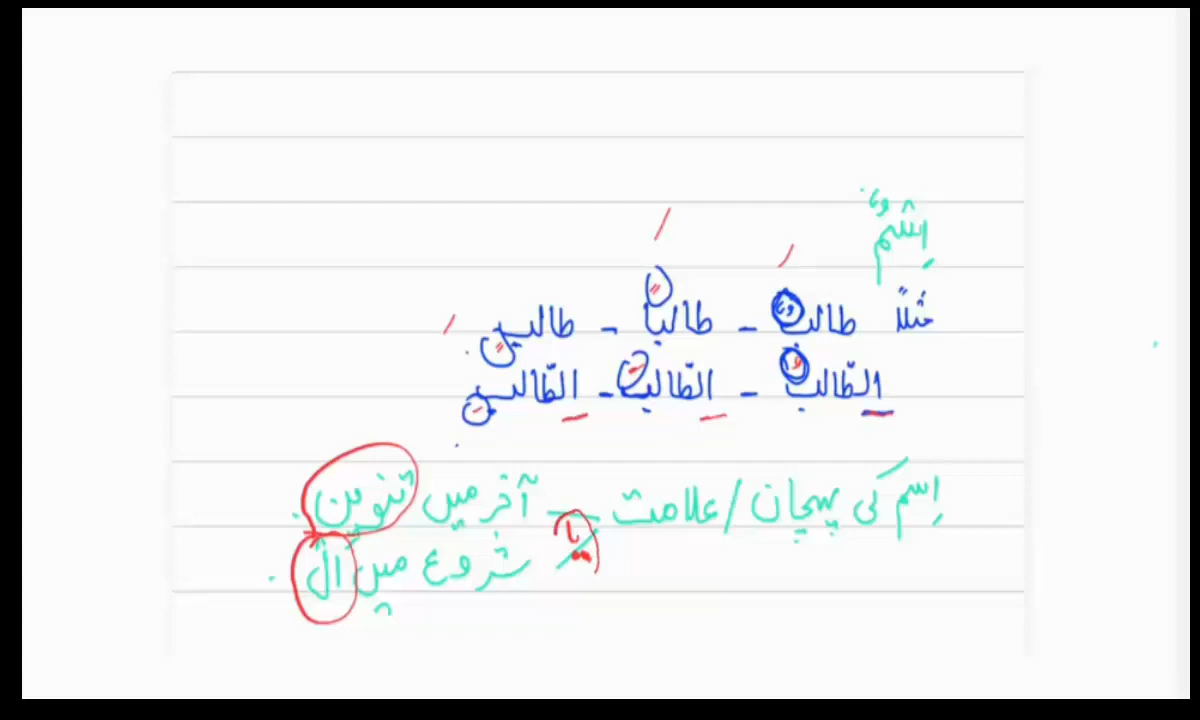 اِسْمٌ
مثلاً طالبٌ - طالبًا - طالبٍ
الطّالبُ - الطّالبَ - الطّالبِ
اِسم کی پہچان / علامت — آخر میں تنوین
یا شروع میں اَلْ